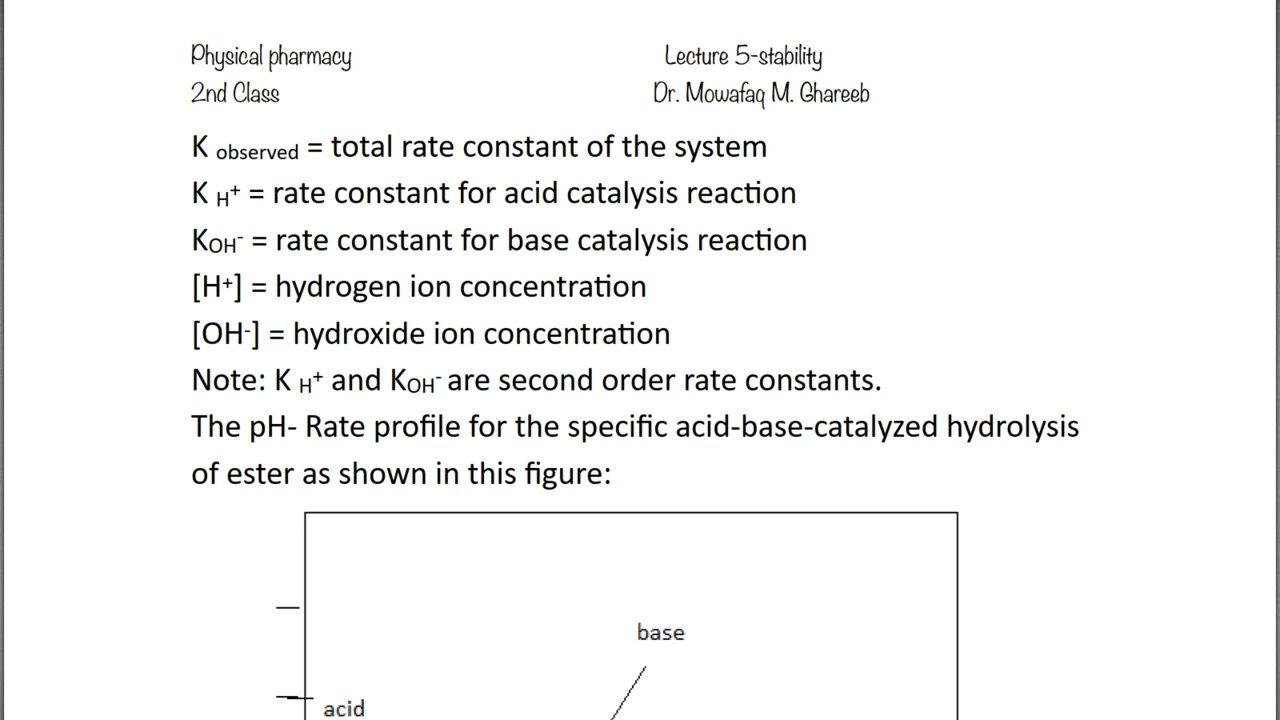 Physical pharmacy Lecture 5-stability
2nd Class Dr. Mowafaq M. Ghareeb
K observed = total rate constant of the system
K H⁺ = rate constant for acid catalysis reaction
KOH⁻ = rate constant for base catalysis reaction
[H⁺] = hydrogen ion concentration
[OH⁻] = hydroxide ion concentration
Note: K H⁺ and KOH⁻ are second order rate constants.
The pH- Rate profile for the specific acid-base-catalyzed hydrolysis
of ester as shown in this figure:
base
acid